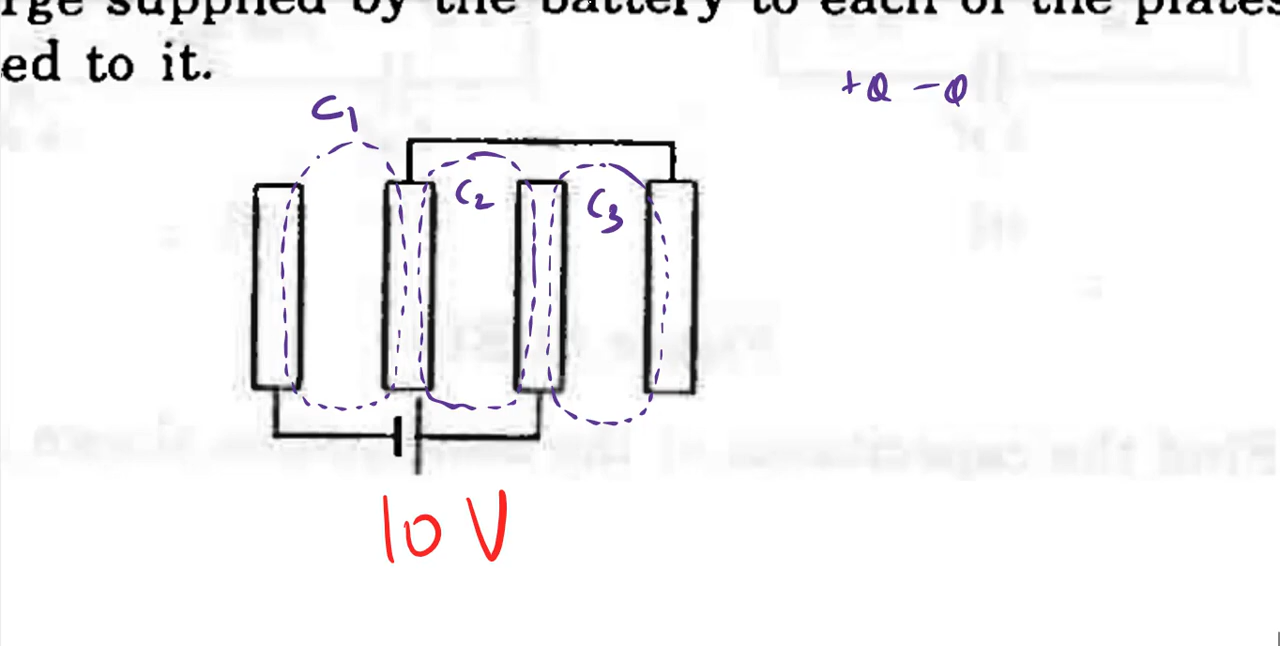 rge supplied by the battery to each of the plates
ed to it.
+Q -Q
C1
C2
C3
10 V